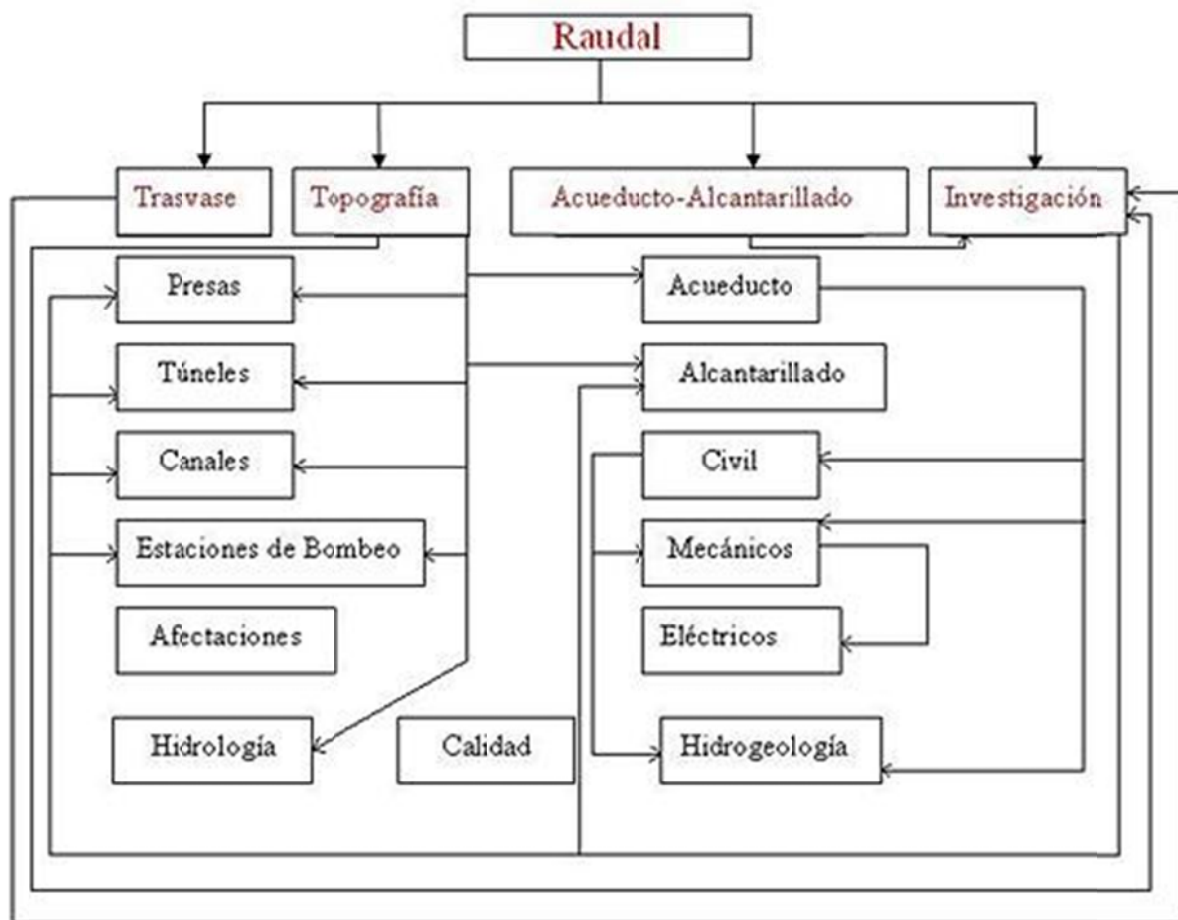 Raudal
Trasvase
Topografía
Acueducto-Alcantarillado
Investigación
Presas
Acueducto
Túneles
Alcantarillado
Canales
Civil
Estaciones de Bombeo
Mecánicos
Afectaciones
Eléctricos
Hidrología
Calidad
Hidrogeología